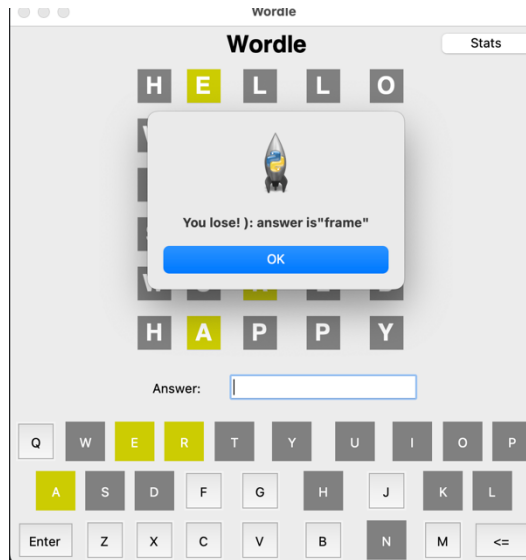 Wordle
Wordle
Stats
H E L L O
You lose! ): answer is"frame"
OK
H A P P Y
Answer:
Q W E R T Y U I O P
A S D F G H J K L
Enter Z X C V B N M <=